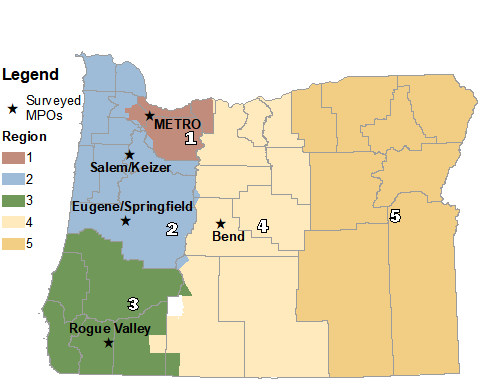 Legend
Surveyed
MPOs
Region
1
2
3
4
5
METRO
1
Salem/Keizer
Eugene/Springfield
2
Bend
4
5
3
Rogue Valley